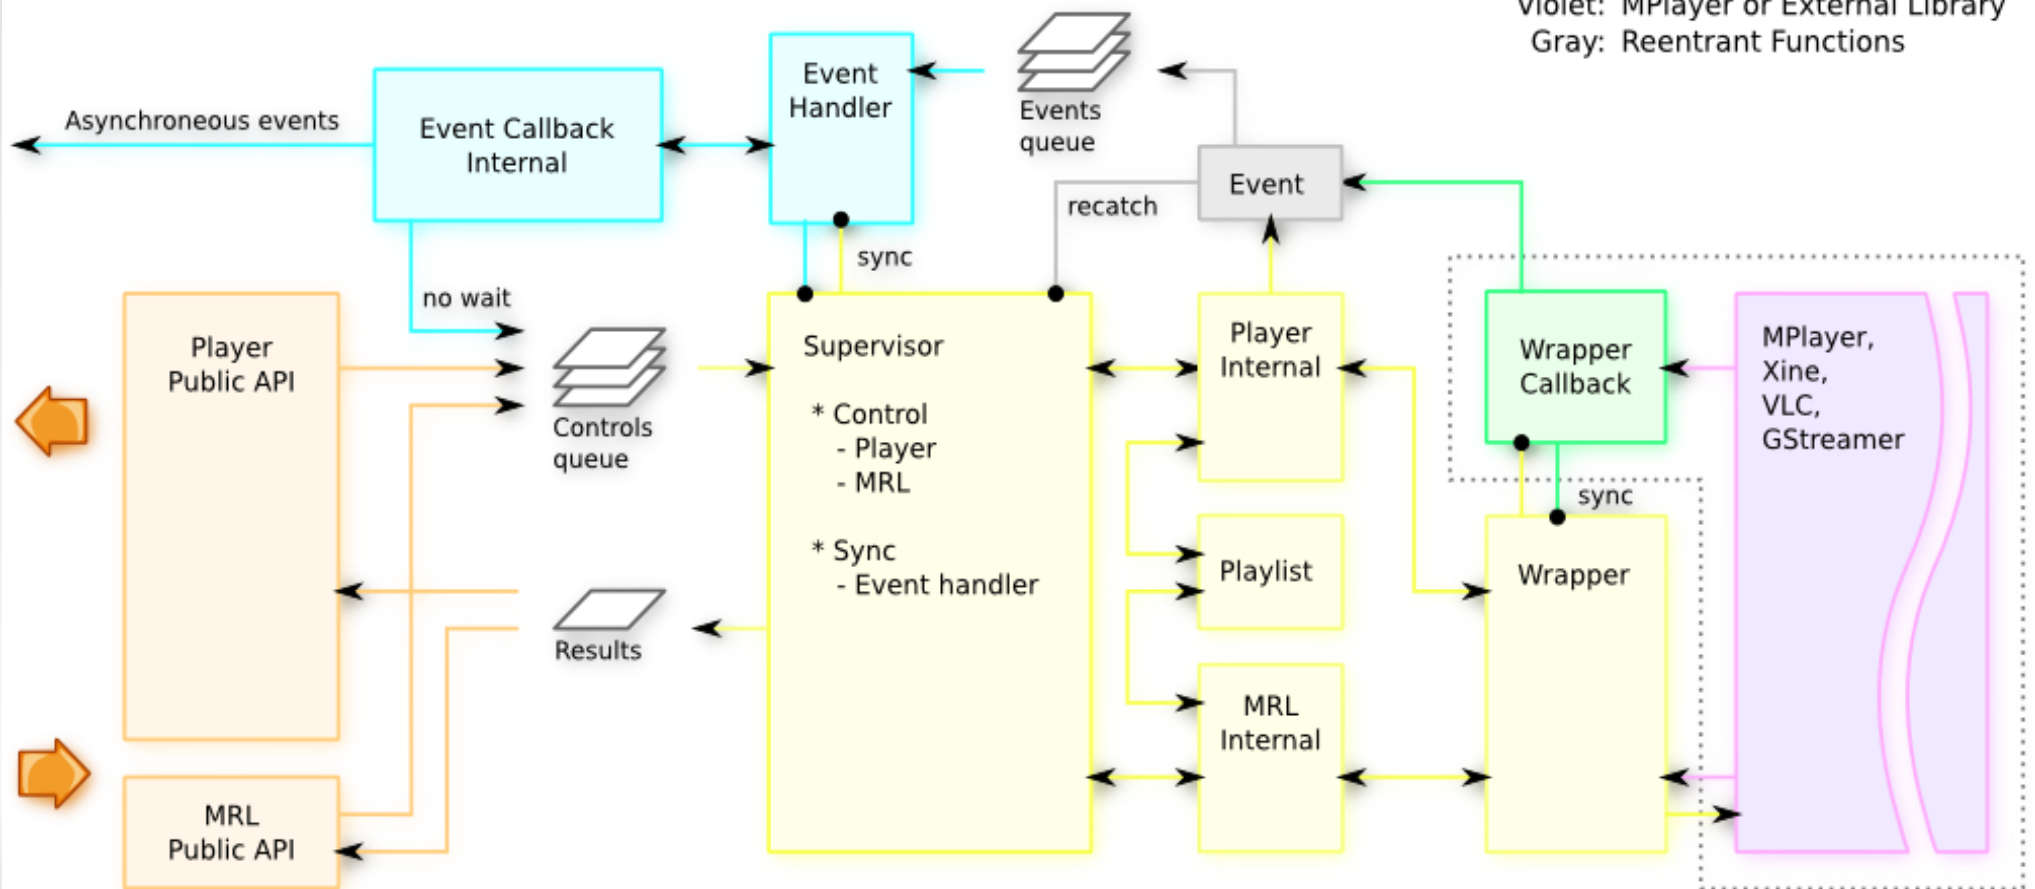 Violet: MPlayer or External Library
Gray: Reentrant Functions
Event
Handler
Events
queue
Asynchroneous events
Event Callback
Internal
Event
recatch
sync
no wait
Player
Public API
Controls
queue
Supervisor
* Control
- Player
- MRL
* Sync
- Event handler
Player
Internal
Wrapper
Callback
MPlayer,
Xine,
VLC,
GStreamer
sync
Playlist
Wrapper
Results
MRL
Internal
MRL
Public API